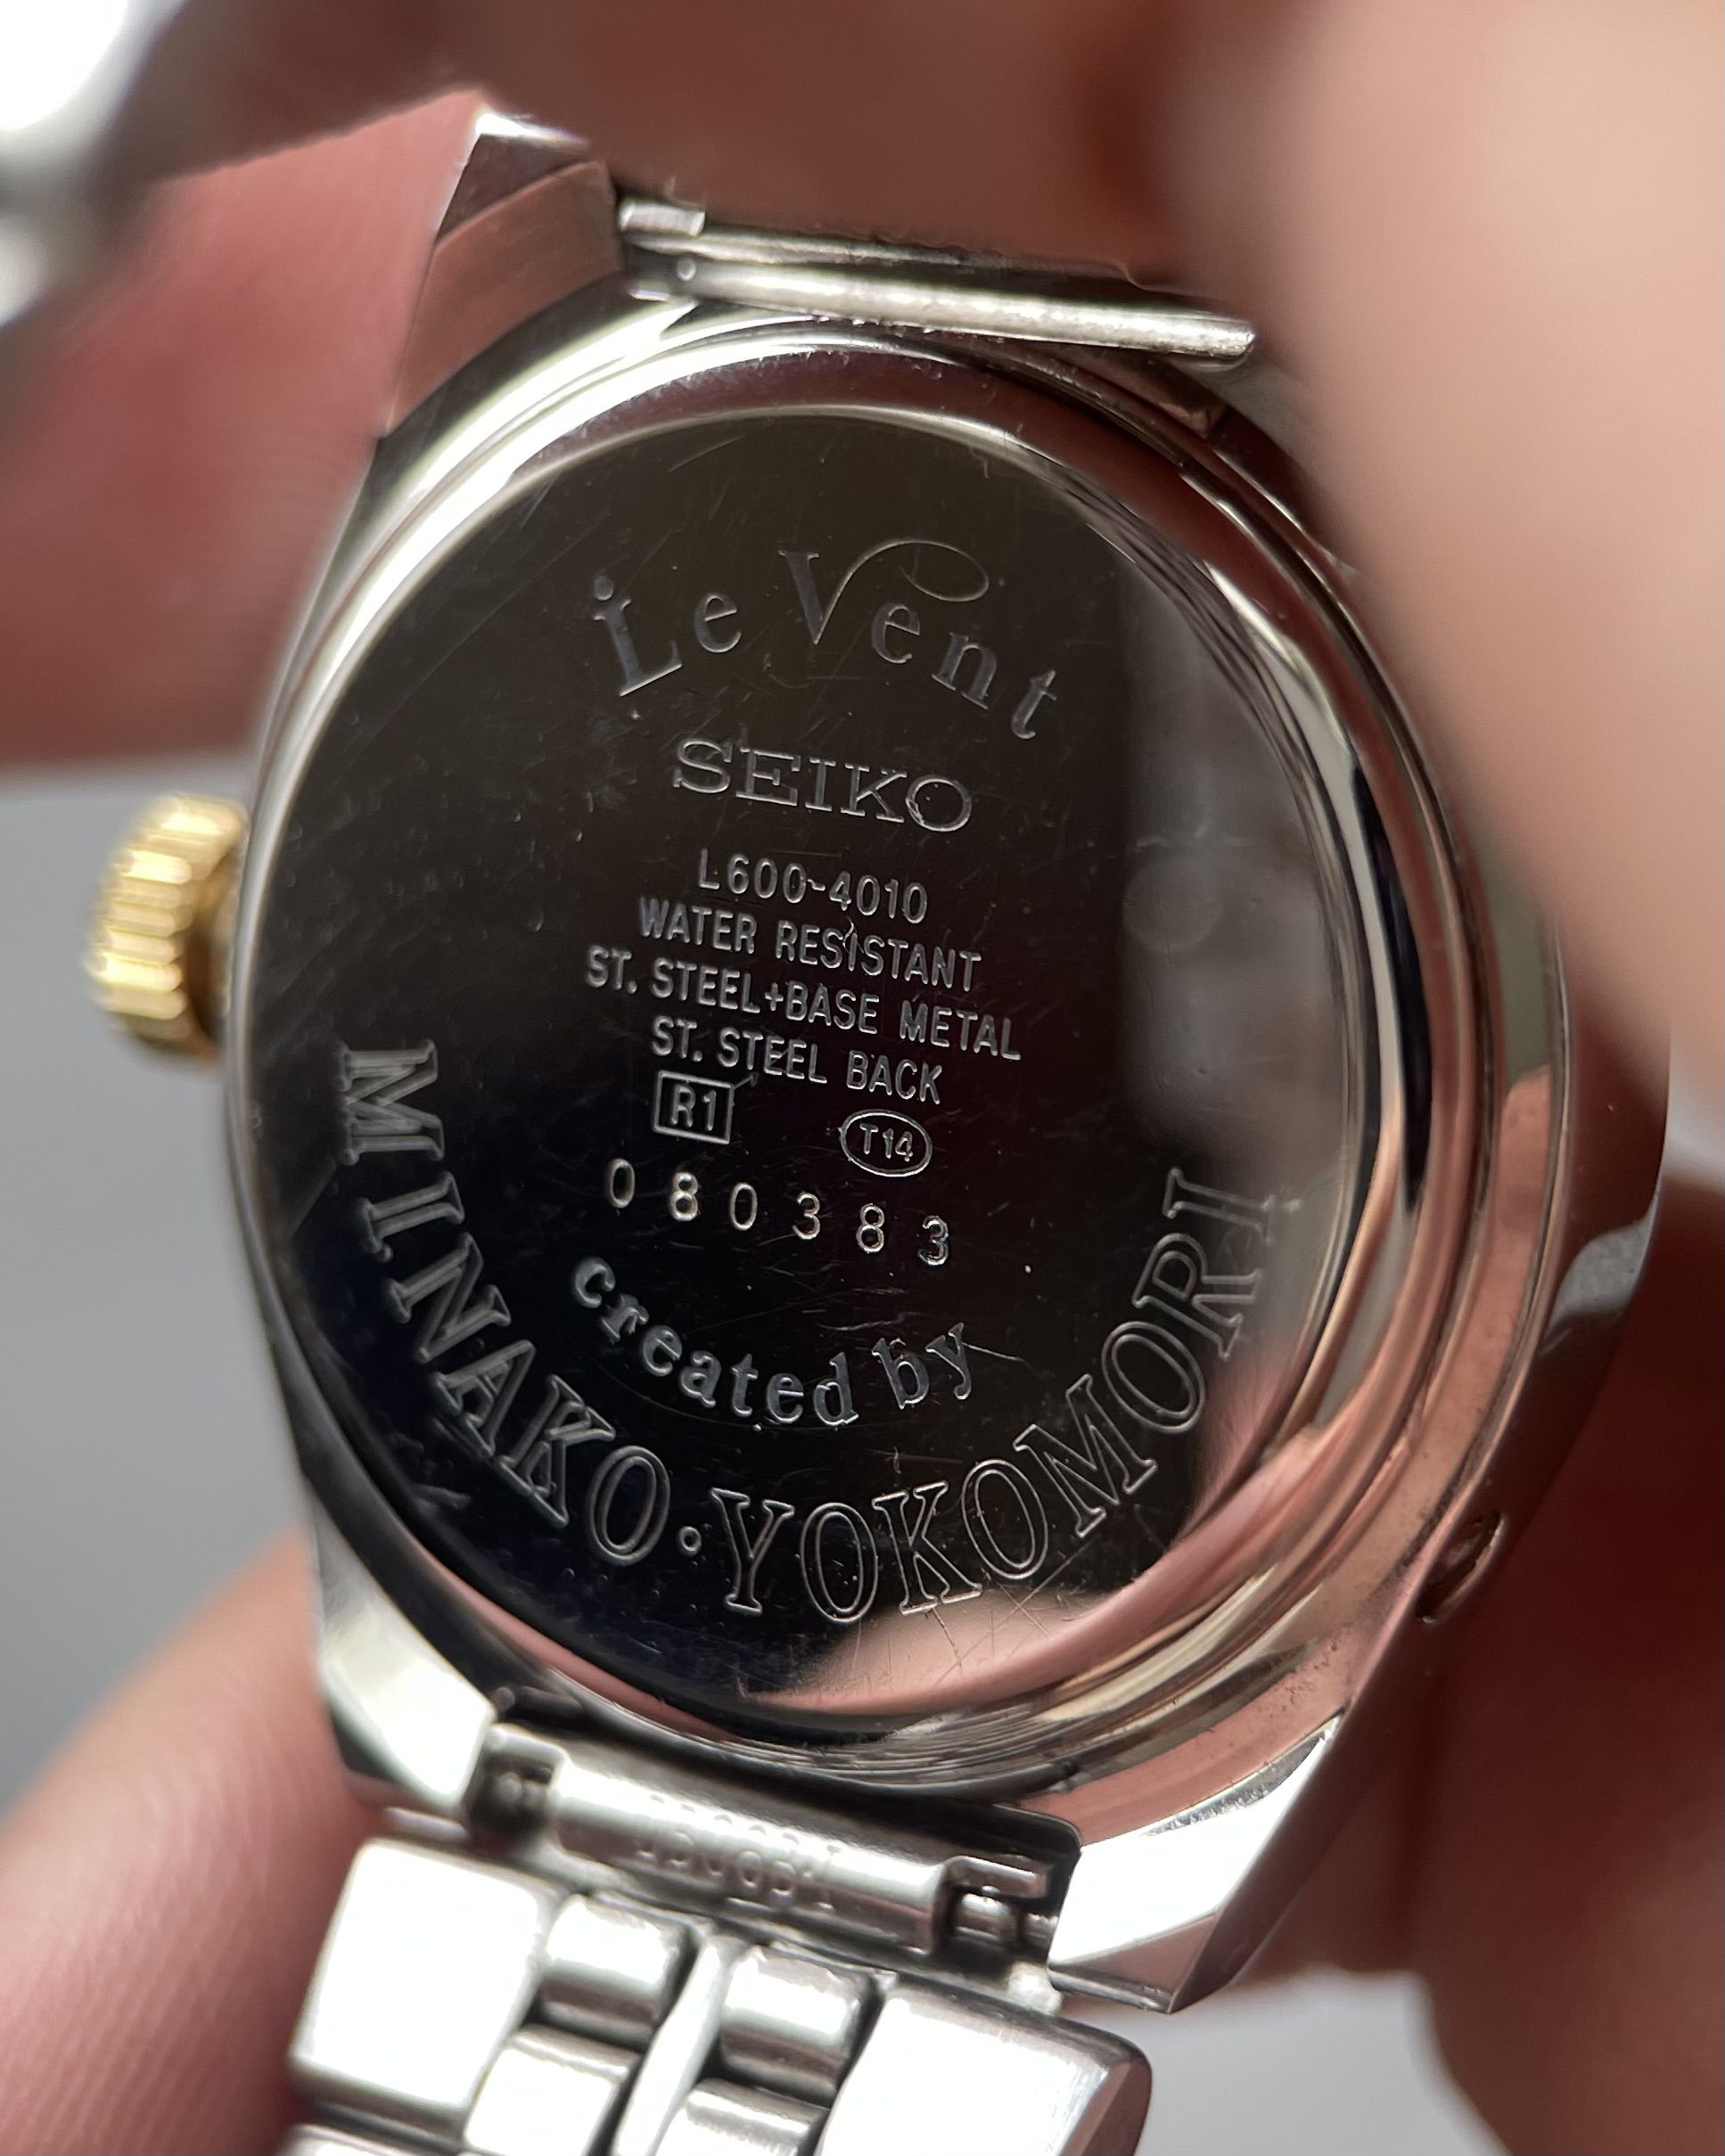 Le Vent
SEIKO
L600-4010
WATER RESISTANT
ST. STEEL+BASE METAL
ST. STEEL BACK
R1 T14
080383
created by
MINAKO·YOKOMORI